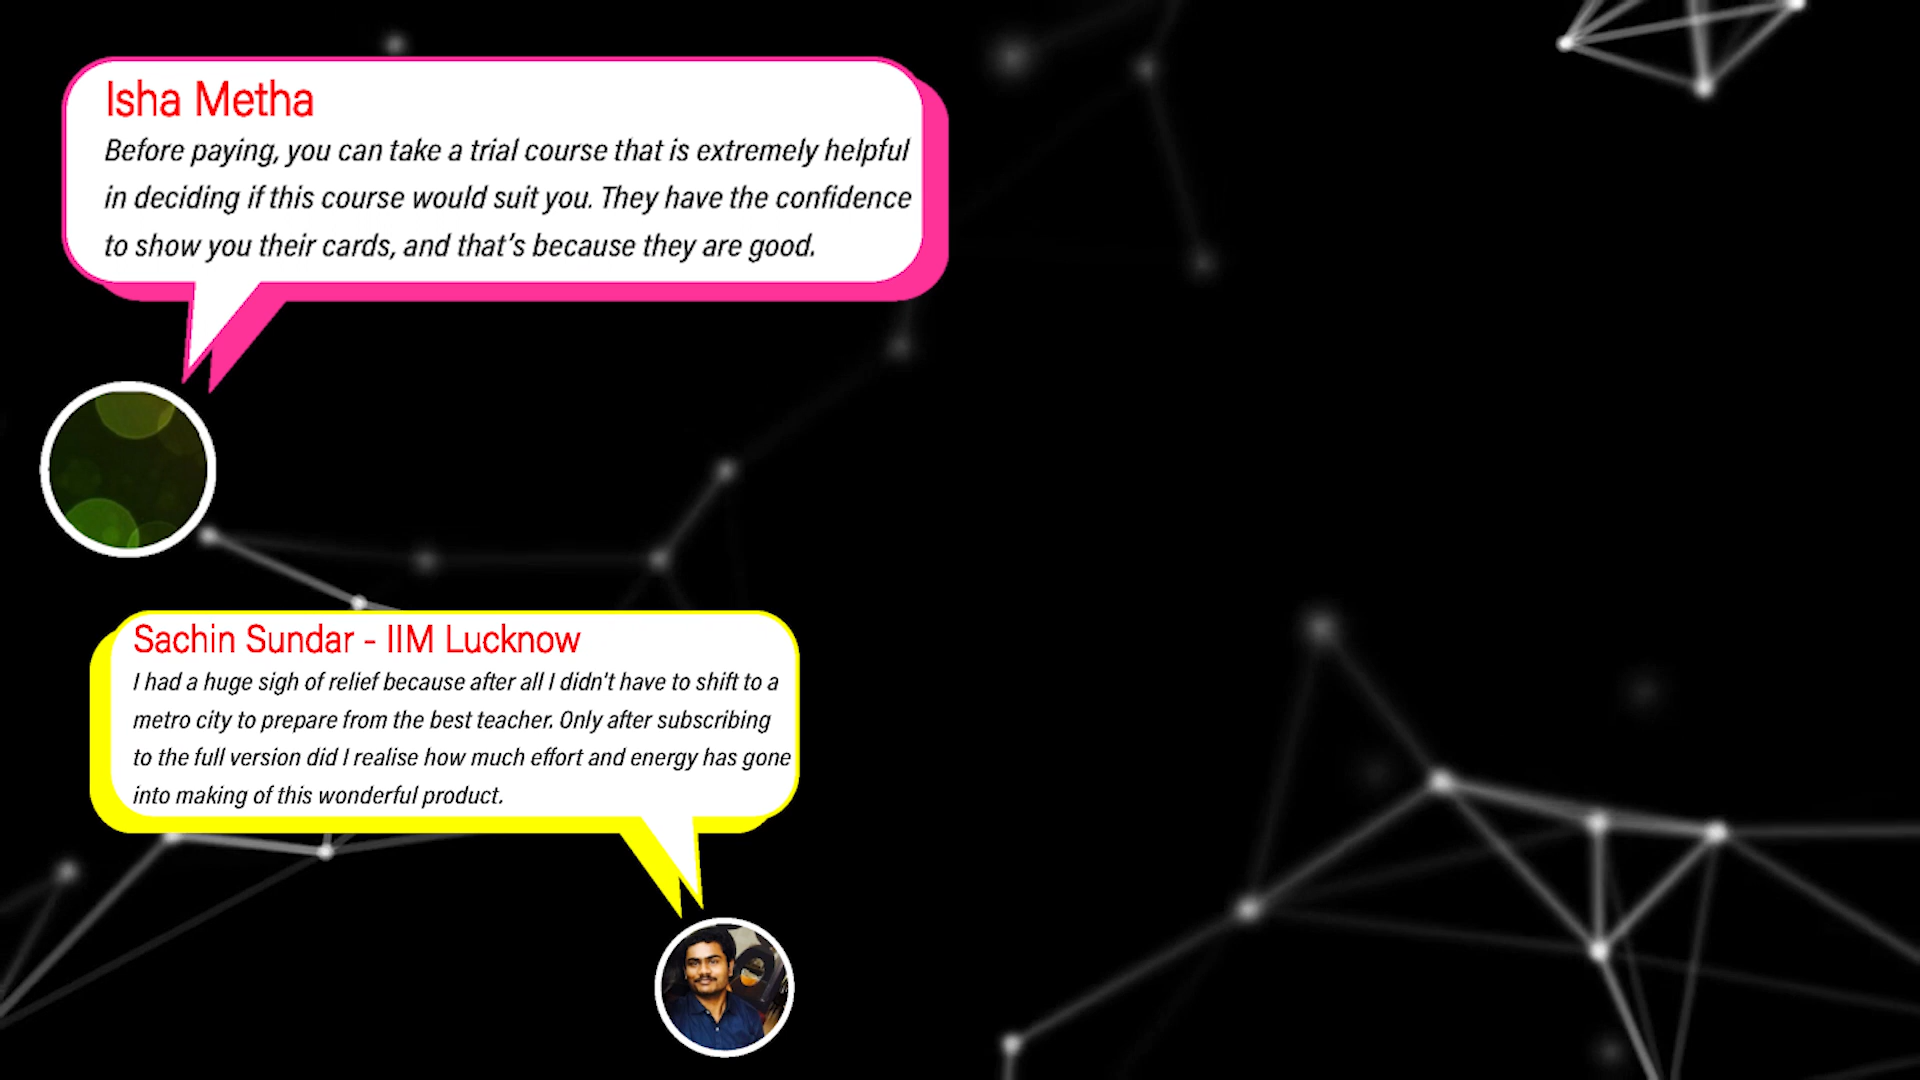 Isha Metha
Before paying, you can take a trial course that is extremely helpful
in deciding if this course would suit you. They have the confidence
to show you their cards, and that's because they are good.
Sachin Sundar - IIM Lucknow
I had a huge sigh of relief because after all I didn't have to shift to a
metro city to prepare from the best teacher. Only after subscribing
to the full version did I realise how much effort and energy has gone
into making of this wonderful product.